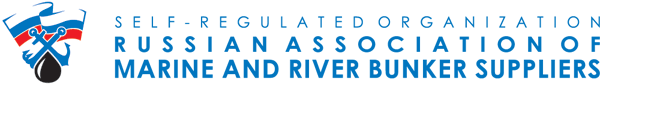 SELF-REGULATED ORGANIZATION
RUSSIAN ASSOCIATION OF
MARINE AND RIVER BUNKER SUPPLIERS